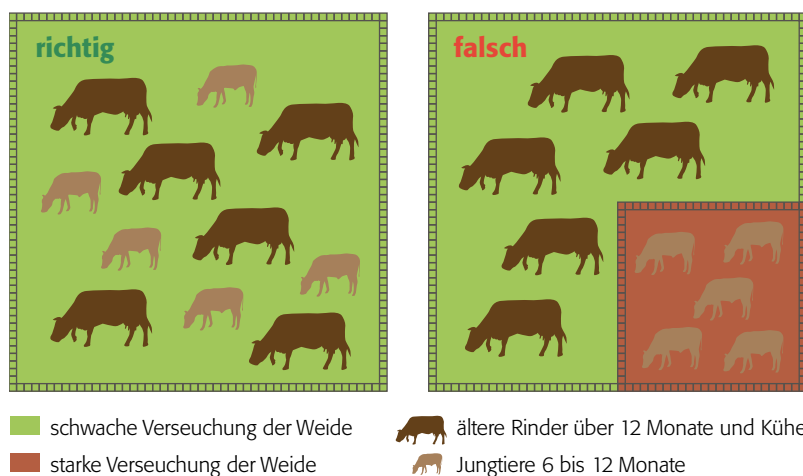 richtig
falsch
schwache Verseuchung der Weide
ältere Rinder über 12 Monate und Kühe
starke Verseuchung der Weide
Jungtiere 6 bis 12 Monate